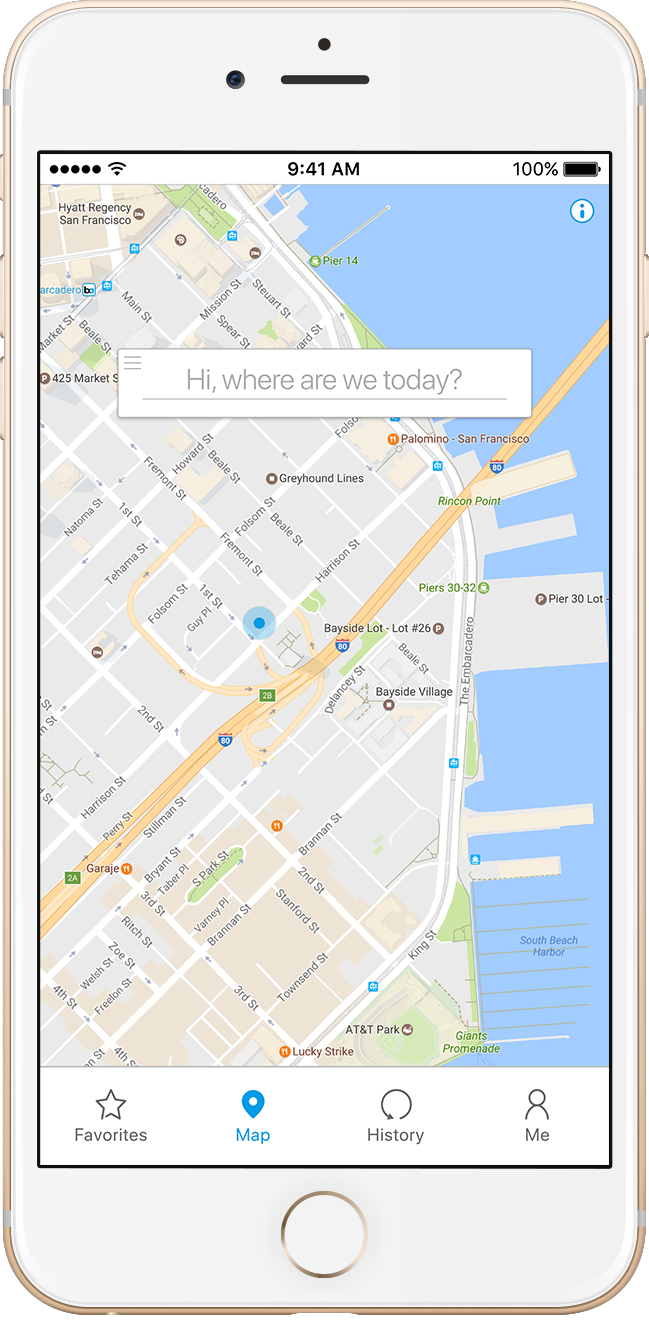 9:41 AM
100%
cadero
Hyatt Regency
San Francisco
Pier 14
arcadero
Main St
Mission St
Steuart St
Spear St
ward St
Market St
Beale St
425 Market S
Hi, where are we today?
Folso
Palomino - San Francisco
Howard St
Beale St
80
Fremont St
Greyhound Lines
Rincon Point
Natoma St
1st St
Folsom St
Beale St
Tehama St
Fremont St
Harrison St
Folsom St
1st St
Guy Pl
Piers 30-32
Pier 30 Lot -
Bayside Lot - Lot #26
80
Beale St
The Embarcadero
2B
Delancey St
Bayside Village
2nd St
80
Harrison St
Perry St
Stillman St
Brannan St
Garaje
2A
Bryant St
Taber Pl
S Park St
2nd St
3rd St
Varney Pl
Brannan St
Stanford St
Ritch St
Zoe St
Welsh St
Freelon St
4th St
King St
South Beach
Harbor
Townsend St
3rd St
AT&T Park
Giants
Promenade
4th St
an St
Lucky Strike
Favorites
Map
History
Me